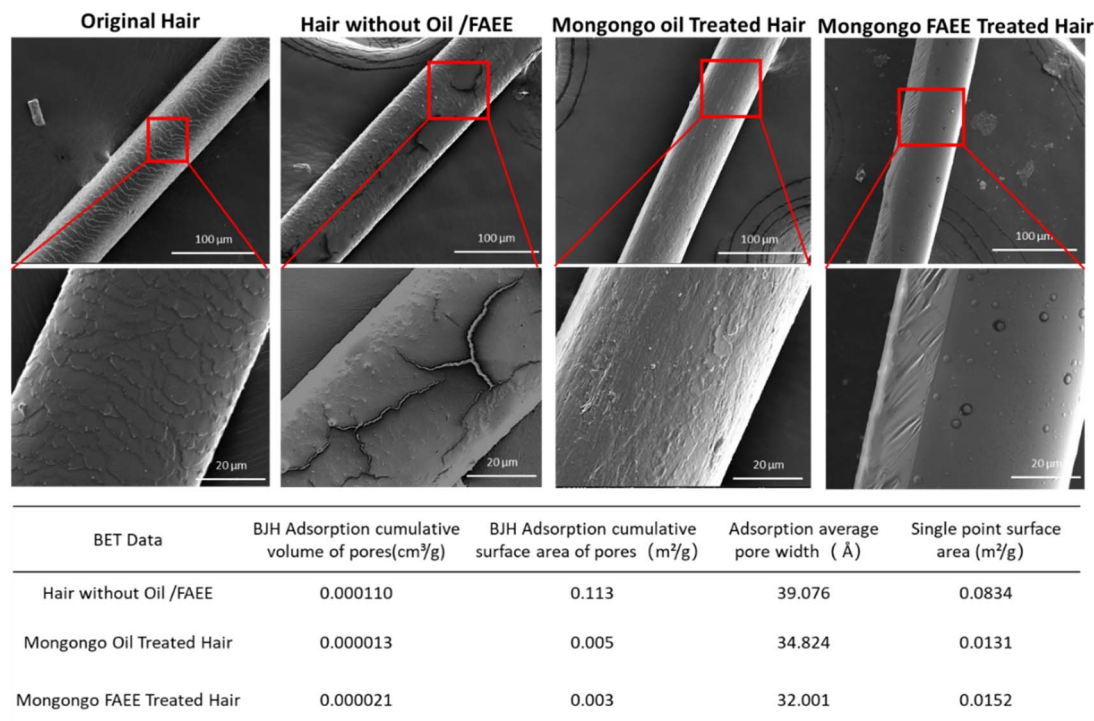 Original Hair
Hair without Oil /FAEE
Mongongo oil Treated Hair
Mongongo FAEE Treated Hair
100 µm
100 µm
100 µm
100 µm
20 µm
20 µm
20 µm
20 µm
BET Data
BJH Adsorption cumulative
volume of pores(cm³/g)
BJH Adsorption cumulative
surface area of pores (m²/g)
Adsorption average
pore width ( Å)
Single point surface
area (m²/g)
Hair without Oil /FAEE 0.000110 0.113 39.076 0.0834
Mongongo Oil Treated Hair 0.000013 0.005 34.824 0.0131
Mongongo FAEE Treated Hair 0.000021 0.003 32.001 0.0152